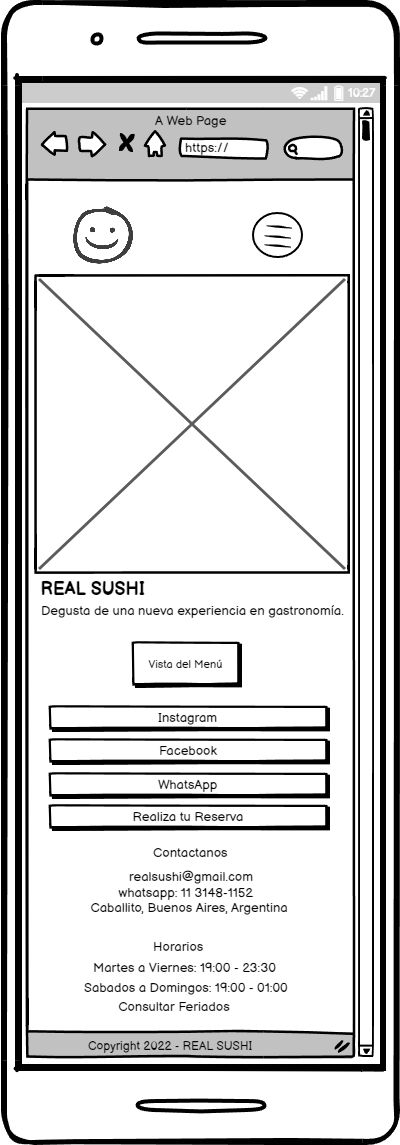 10:27
A Web Page
https://
REAL SUSHI
Degusta de una nueva experiencia en gastronomía.
Vista del Menú
Instagram
Facebook
WhatsApp
Realiza tu Reserva
Contactanos
realsushi@gmail.com
whatsapp: 11 3148-1152
Caballito, Buenos Aires, Argentina
Horarios
Martes a Viernes: 19:00 - 23:30
Sabados a Domingos: 19:00 - 01:00
Consultar Feriados
Copyright 2022 - REAL SUSHI